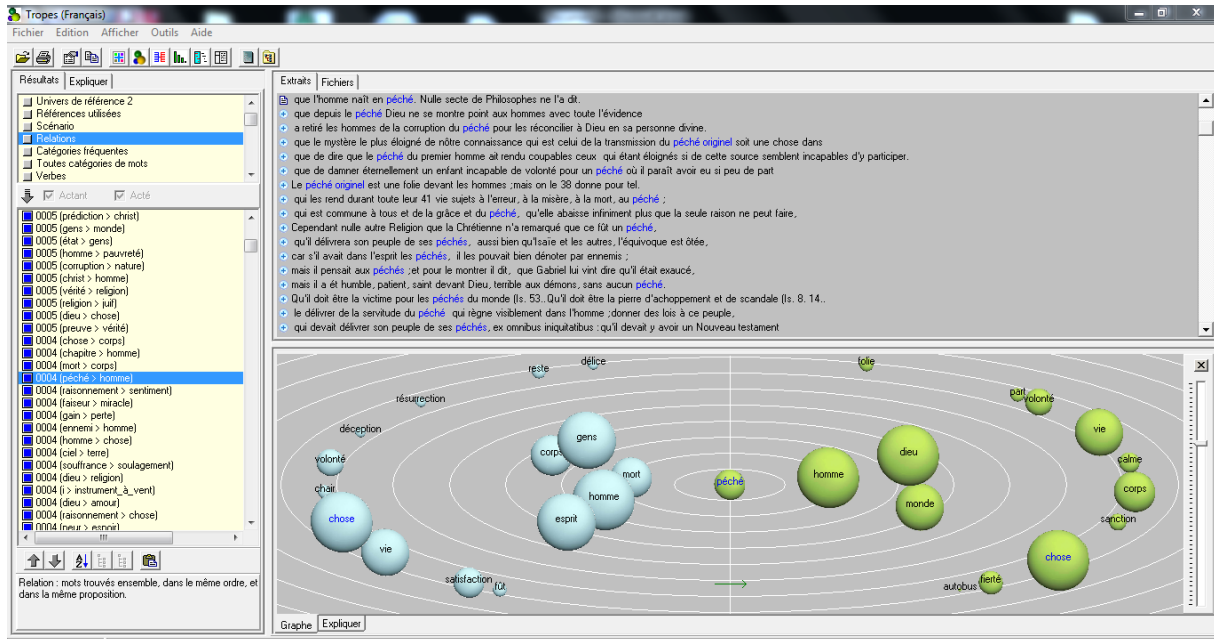 Tropes (Français)
Fichier Edition Afficher Outils Aide
Résultats Expliquer
Univers de référence 2
Références utilisées
Scénario
Relations
Catégories fréquentes
Toutes catégories de mots
Verbes
Actant Acté
0005 (prédiction > christ)
0005 (gens > monde)
0005 (état > gens)
0005 (homme > pauvreté)
0005 (corruption > nature)
0005 (christ > homme)
0005 (vérité > religion)
0005 (religion > juif)
0005 (dieu > chose)
0005 (preuve > vérité)
0004 (chose > corps)
0004 (chapitre > homme)
0004 (mort > corps)
0004 (péché > homme)
0004 (raisonnement > sentiment)
0004 (faiseur > miracle)
0004 (gain > perte)
0004 (ennemi > homme)
0004 (homme > chose)
0004 (ciel > terre)
0004 (souffrance > soulagement)
0004 (dieu > religion)
0004 (i > instrument_à_vent)
0004 (dieu > amour)
0004 (raisonnement > chose)
0004 (peur > espoir)
Relation : mots trouvés ensemble, dans le même ordre, et
dans la même proposition.
Extraits Fichiers
que l'homme naît en péché. Nulle secte de Philosophes ne l'a dit.
que depuis le péché Dieu ne se montre point aux hommes avec toute l'évidence
a retiré les hommes de la corruption du péché pour les réconcilier à Dieu en sa personne divine.
que le mystère le plus éloigné de nôtre connaissance qui est celui de la transmission du péché originel soit une chose dans
que de dire que le péché du premier homme ait rendu coupables ceux qui étant éloignés si de cette source semblent incapables d'y participer.
que de damner éternellement un enfant incapable de volonté pour un péché où il paraît avoir eu si peu de part
Le péché originel est une folie devant les hommes ;mais on le 38 donne pour tel.
qui les rend durant toute leur 41 vie sujets à l'erreur, à la misère, à la mort, au péché ;
qui est commune à tous et de la grâce et du péché, qu'elle abaisse infiniment plus que la seule raison ne peut faire,
Cependant nulle autre Religion que la Chrétienne n'a remarqué que ce fût un péché,
qu'il délivrera son peuple de ses péchés, aussi bien qu'Isaïe et les autres, l'équivoque est ôtée,
car s'il avait dans l'esprit les péchés, il les pouvait bien dénoter par ennemis ;
mais il pensait aux péchés ;et pour le montrer il dit, que Gabriel lui vint dire qu'il était exaucé,
mais il a ét humble, patient, saint devant Dieu, terrible aux démons, sans aucun péché.
Qu'il doit être la victime pour les péchés du monde (Is. 53..Qu'il doit être la pierre d'achoppement et de scandale (Is. 8. 14..
le délivrer de la servitude du péché qui règne visiblement dans l'homme ;donner des lois à ce peuple,
qui devait délivrer son peuple de ses péchés, ex omnibus iniquitatibus :qu'il devait y avoir un Nouveau testament
reste
délice
résurrection
déception
volonté
chair
chose
vie
satisfaction
fût
gens
corps
mort
homme
esprit
péché
homme
dieu
monde
folie
part
volonté
vie
calme
corps
sanction
chose
fierté
autobus
Graphe Expliquer